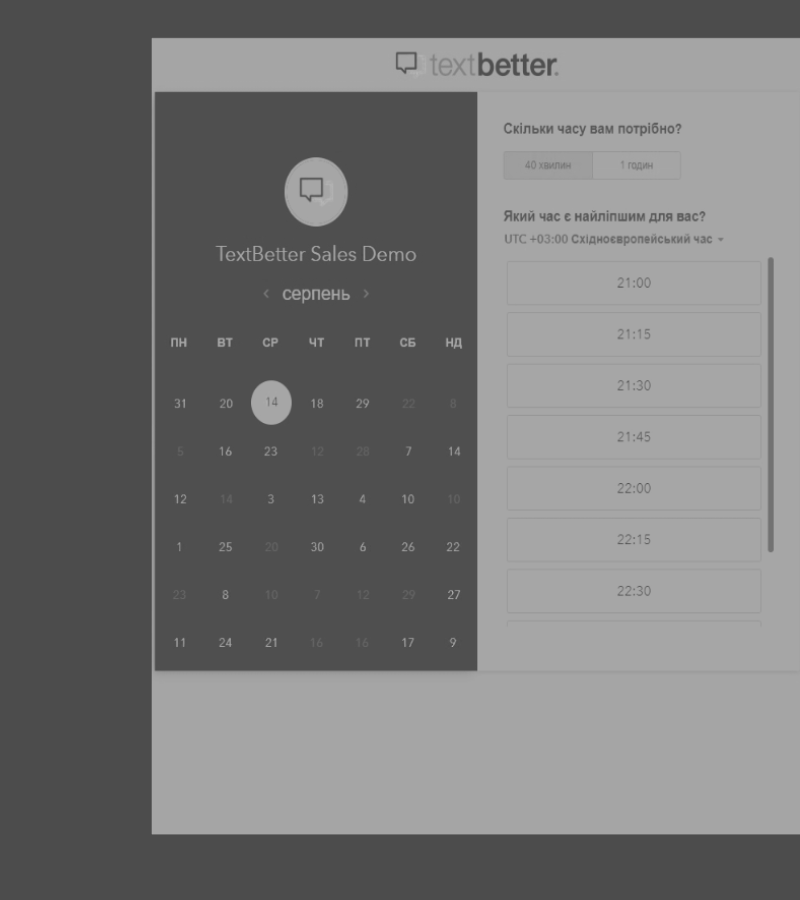 textbetter.
TextBetter Sales Demo
‹ серпень ›
ПН ВТ СР ЧТ ПТ СБ НД
31 20 14 18 29 22 8
5 16 23 12 28 7 14
12 14 3 13 4 10 10
1 25 20 30 6 26 22
23 8 10 7 12 29 27
11 24 21 16 16 17 9
Скільки часу вам потрібно?
40 хвилин 1 годин
Який час є найліпшим для вас?
UTC +03:00 Східноєвропейський час
21:00
21:15
21:30
21:45
22:00
22:15
22:30